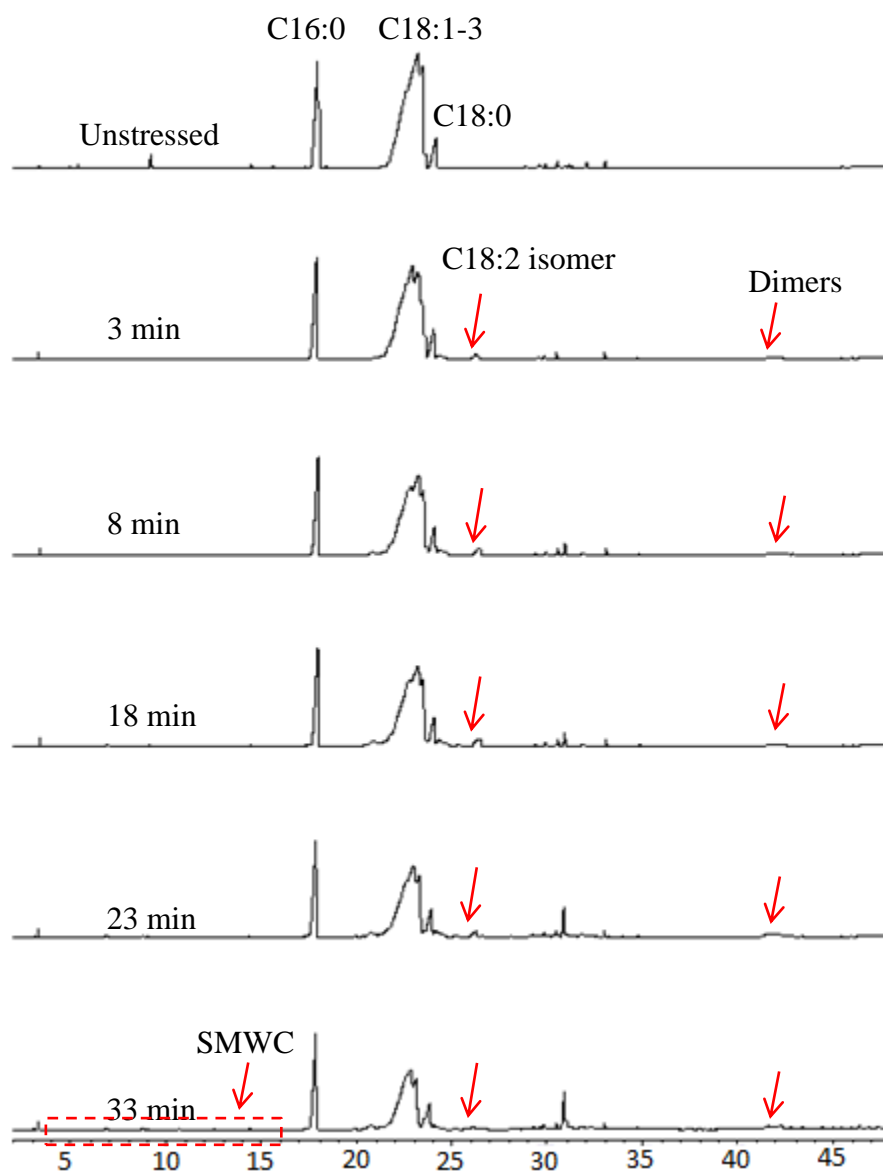 C16:0 C18:1-3
C18:0
Unstressed
C18:2 isomer
Dimers
3 min
8 min
18 min
23 min
SMWC
33 min
5 10 15 20 25 30 35 40 45